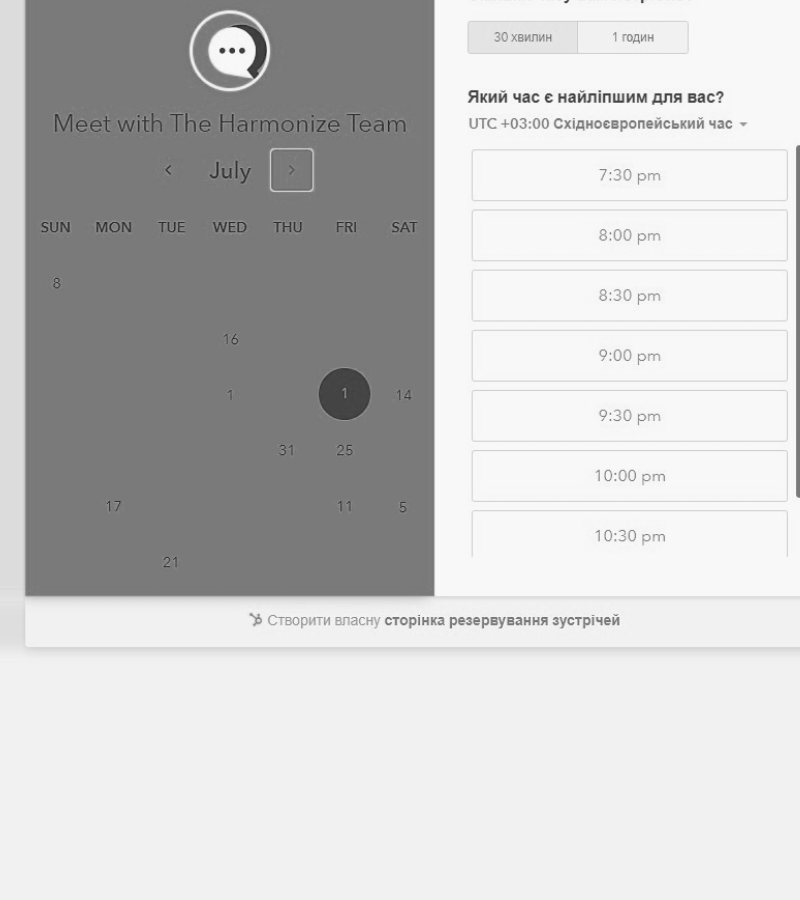 Meet with The Harmonize Team
July
SUN MON TUE WED THU FRI SAT
8
16
1 1 14
31 25
17 11 5
21
30 хвилин 1 годин
Який час є найліпшим для вас?
UTC +03:00 Східноєвропейський час
7:30 pm
8:00 pm
8:30 pm
9:00 pm
9:30 pm
10:00 pm
10:30 pm
Створити власну сторінка резервування зустрічей